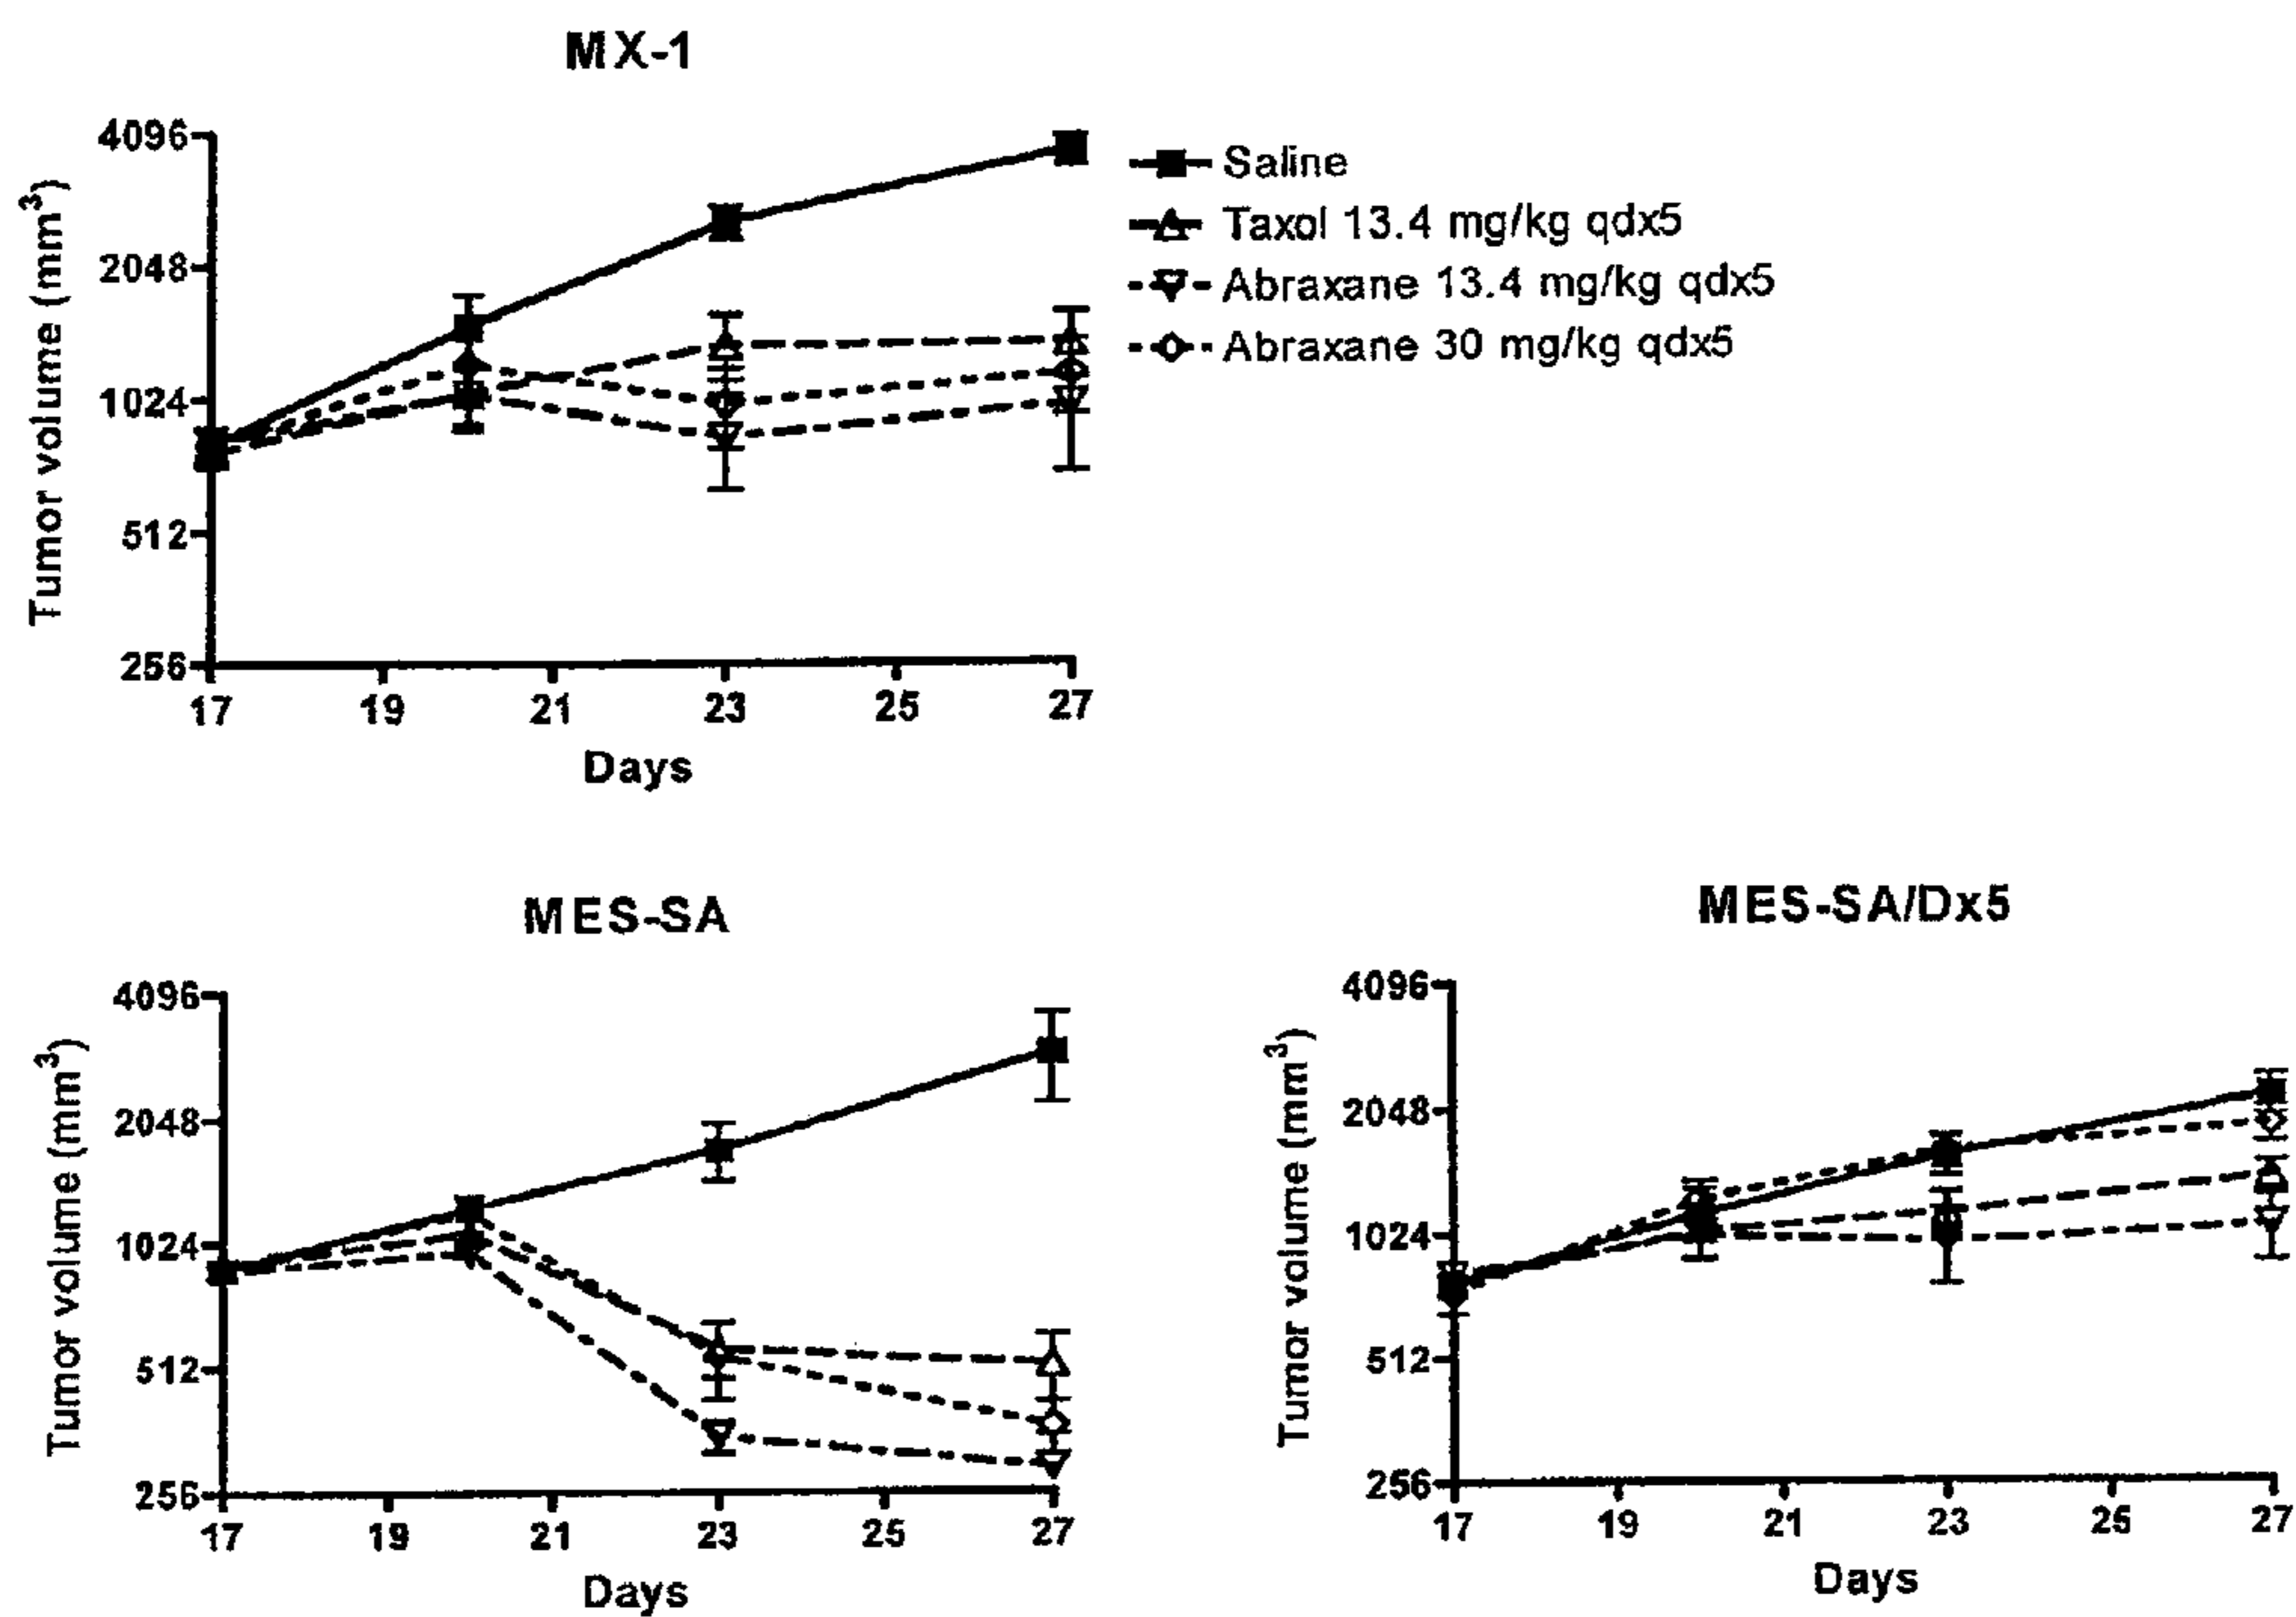 MX-1
4096
2048
1024
512
256
Tumor volume (mm³)
17 19 21 23 25 27
Days
Saline
Taxol 13.4 mg/kg qdx5
Abraxane 13.4 mg/kg qdx5
Abraxane 30 mg/kg qdx5
MES-SA
4096
2048
1024
512
256
Tumor volume (mm³)
17 19 21 23 25 27
Days
MES-SA/Dx5
4096
2048
1024
512
256
Tumor volume (mm³)
17 19 21 23 25 27
Days